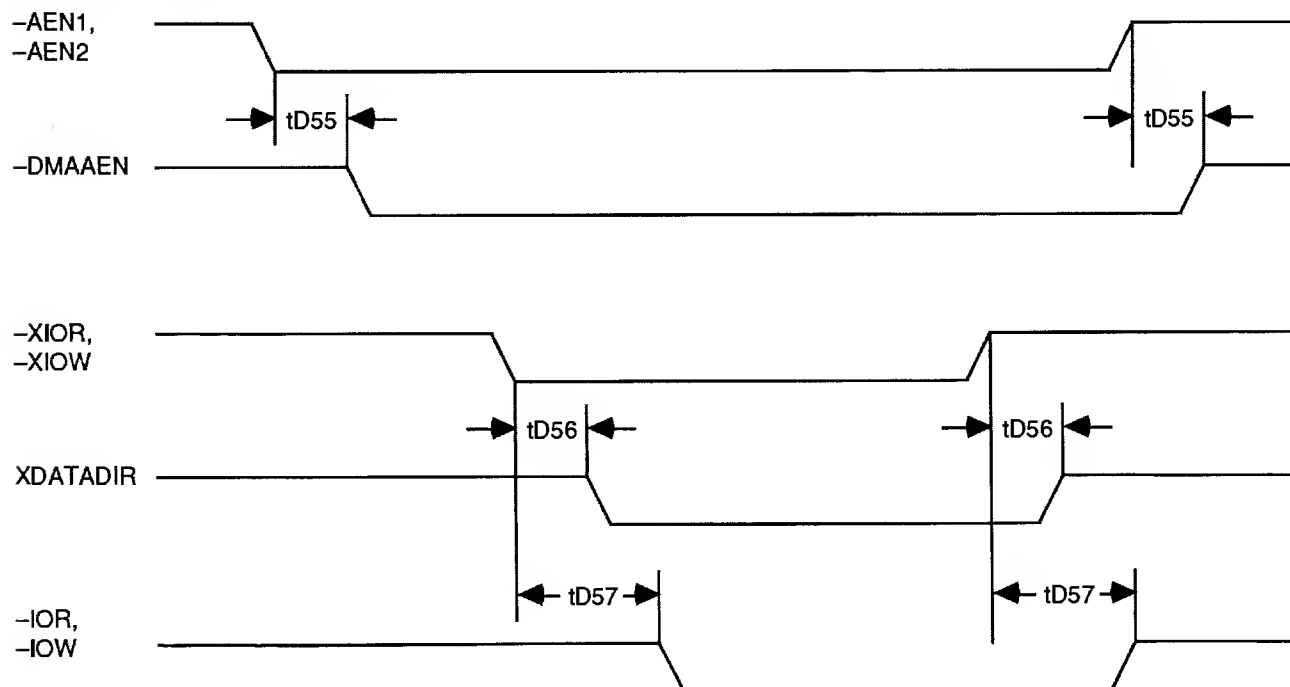 –AEN1,
–AEN2
tD55
tD55
–DMAAEN
–XIOR,
–XIOW
tD56
tD56
XDATADIR
tD57
tD57
–IOR,
–IOW